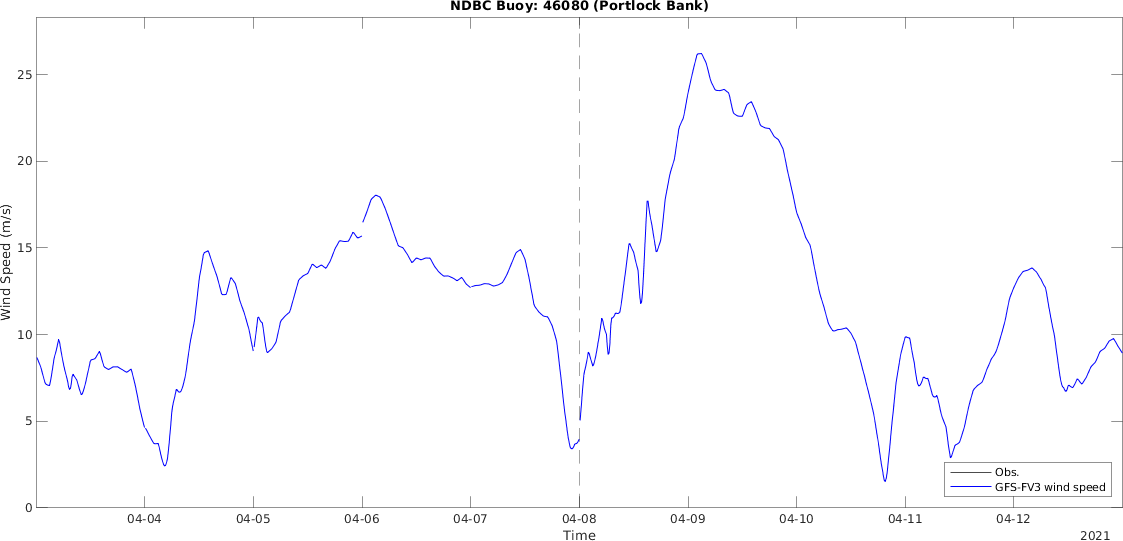 NDBC Buoy: 46080 (Portlock Bank)
25
20
15
10
5
0
Wind Speed (m/s)
04-04 04-05 04-06 04-07 04-08 04-09 04-10 04-11 04-12
Time
2021
Obs.
GFS-FV3 wind speed